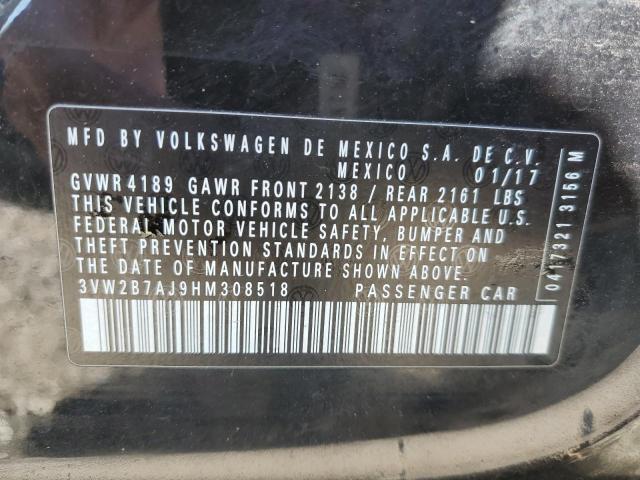 MFD BY VOLKSWAGEN DE MEXICO S.A. DE C.V.
MEXICO 01/17
GVWR 4189 GAWR FRONT 2138 / REAR 2161 LBS
THIS VEHICLE CONFORMS TO ALL APPLICABLE U.S.
FEDERAL MOTOR VEHICLE SAFETY, BUMPER AND
THEFT PREVENTION STANDARDS IN EFFECT ON
THE DATE OF MANUFACTURE SHOWN ABOVE.
3VW2B7AJ9HM308518 PASSENGER CAR
0417321 3156 M